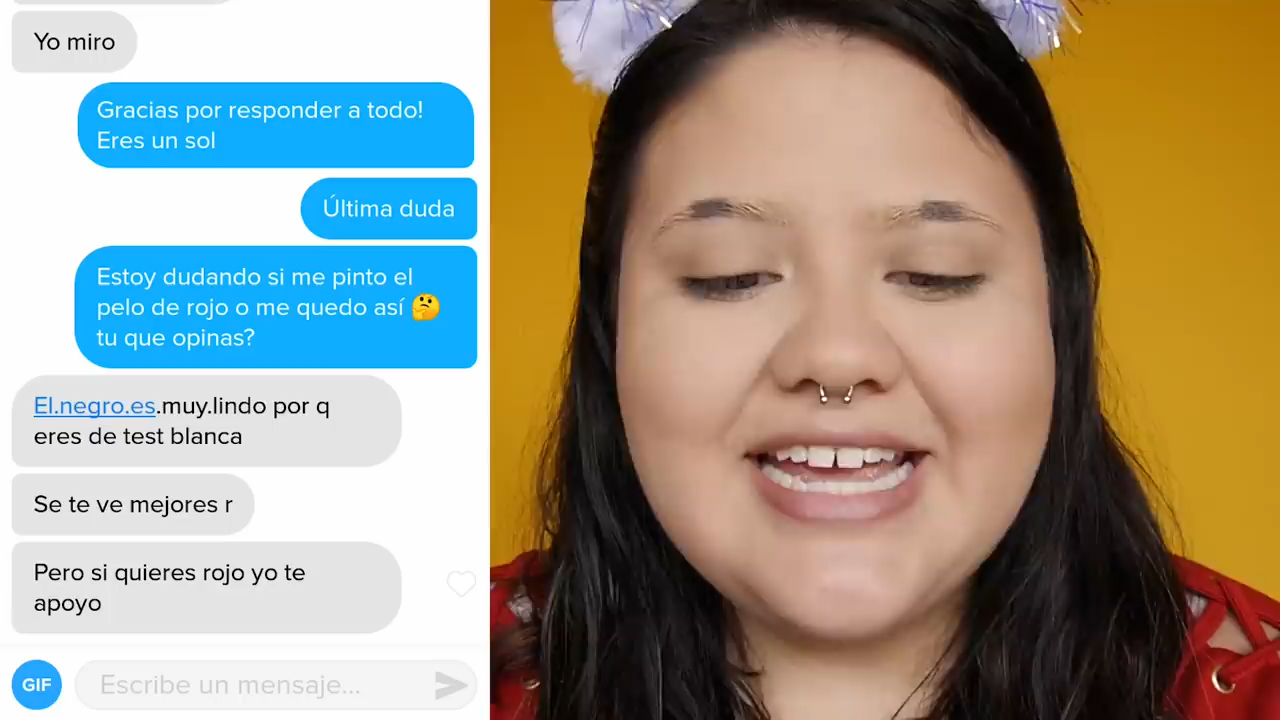 Yo miro
Gracias por responder a todo!
Eres un sol
Última duda
Estoy dudando si me pinto el
pelo de rojo o me quedo así 🤔
tu que opinas?
El.negro.es.muy.lindo por q
eres de test blanca
Se te ve mejores r
Pero si quieres rojo yo te
apoyo
GIF
Escribe un mensaje...